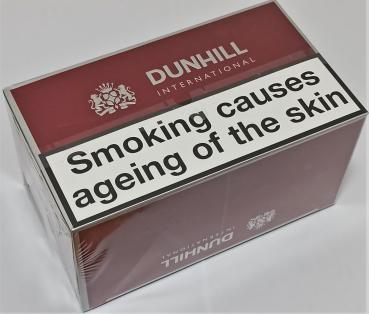 DUNHILL
INTERNATIONAL
Smoking causes
ageing of the skin
DUNHILL
INTERNATIONAL